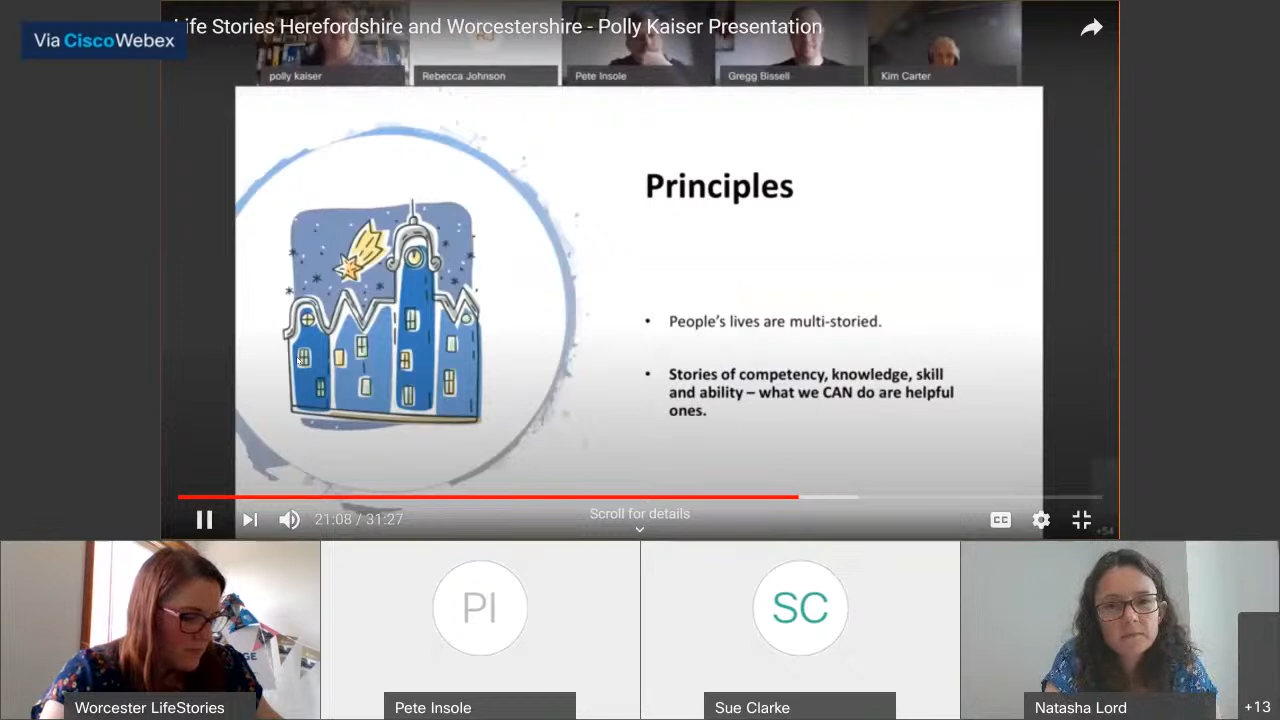 Via CiscoWebex
Life Stories Herefordshire and Worcestershire - Polly Kaiser Presentation
polly kaiser
Rebecca Johnson
Pete Insole
Gregg Bissell
Kim Carter
Principles
• People's lives are multi-storied.
• Stories of competency, knowledge, skill
and ability – what we CAN do are helpful
ones.
21:08 / 31:27
Scroll for details
CC
+54
PI
SC
Worcester LifeStories
Pete Insole
Sue Clarke
Natasha Lord
+13